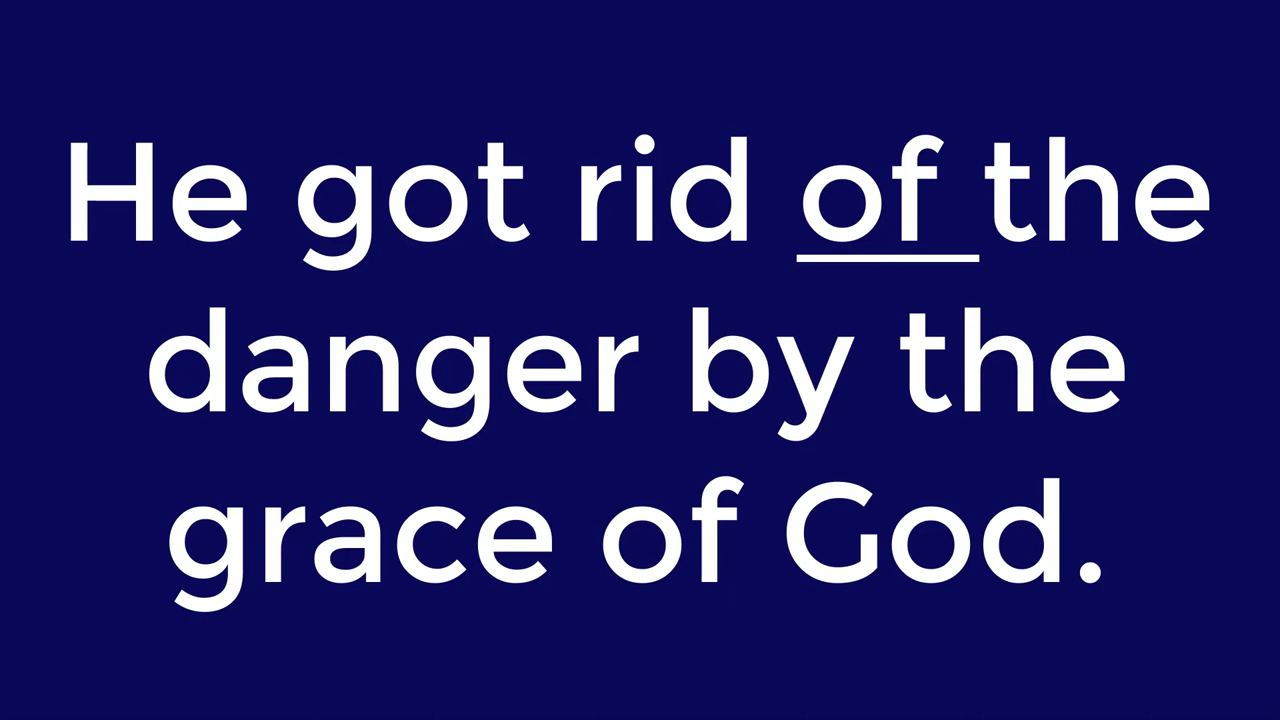 He got rid of the
danger by the
grace of God.